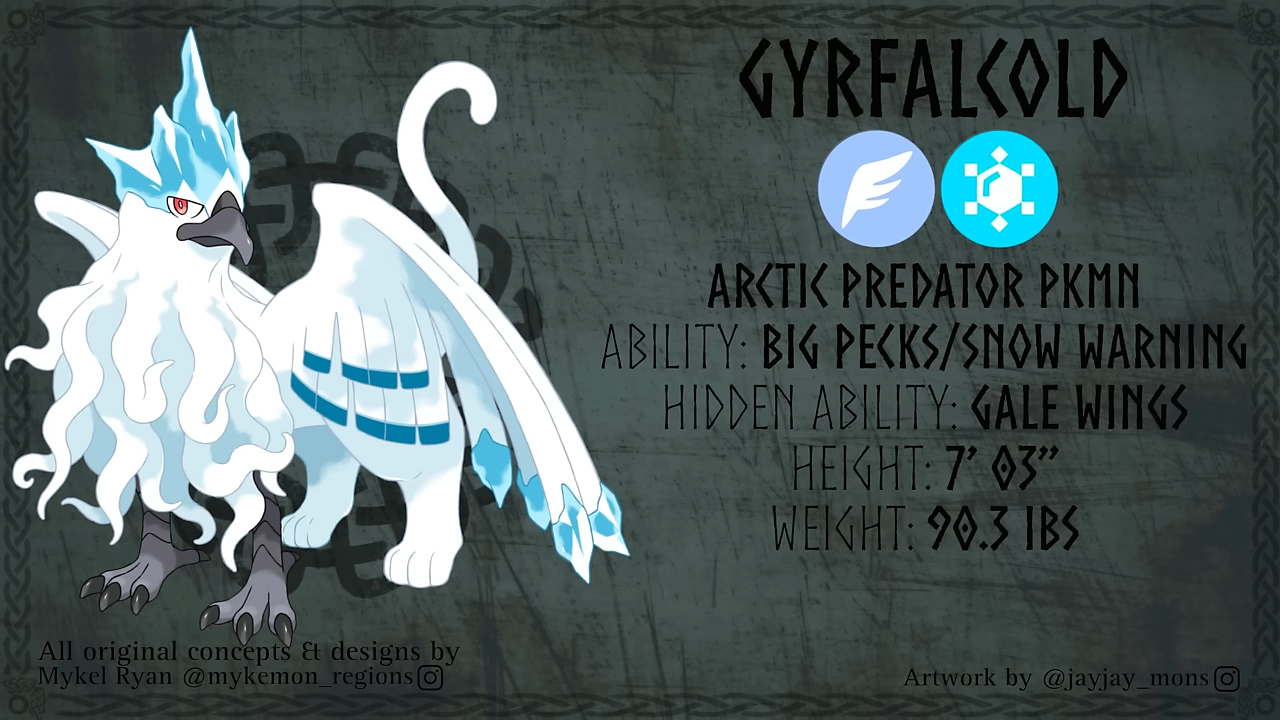 GYRFALCOLD
ARCTIC PREDATOR PKMN
ABILITY: BIG PECKS/SNOW WARNING
HIDDEN ABILITY: GALE WINGS
HEIGHT: 7' 03"
WEIGHT: 90.3 lBS
All original concepts & designs by
Mykel Ryan @mykemon_regions
Artwork by @jayjay_mons